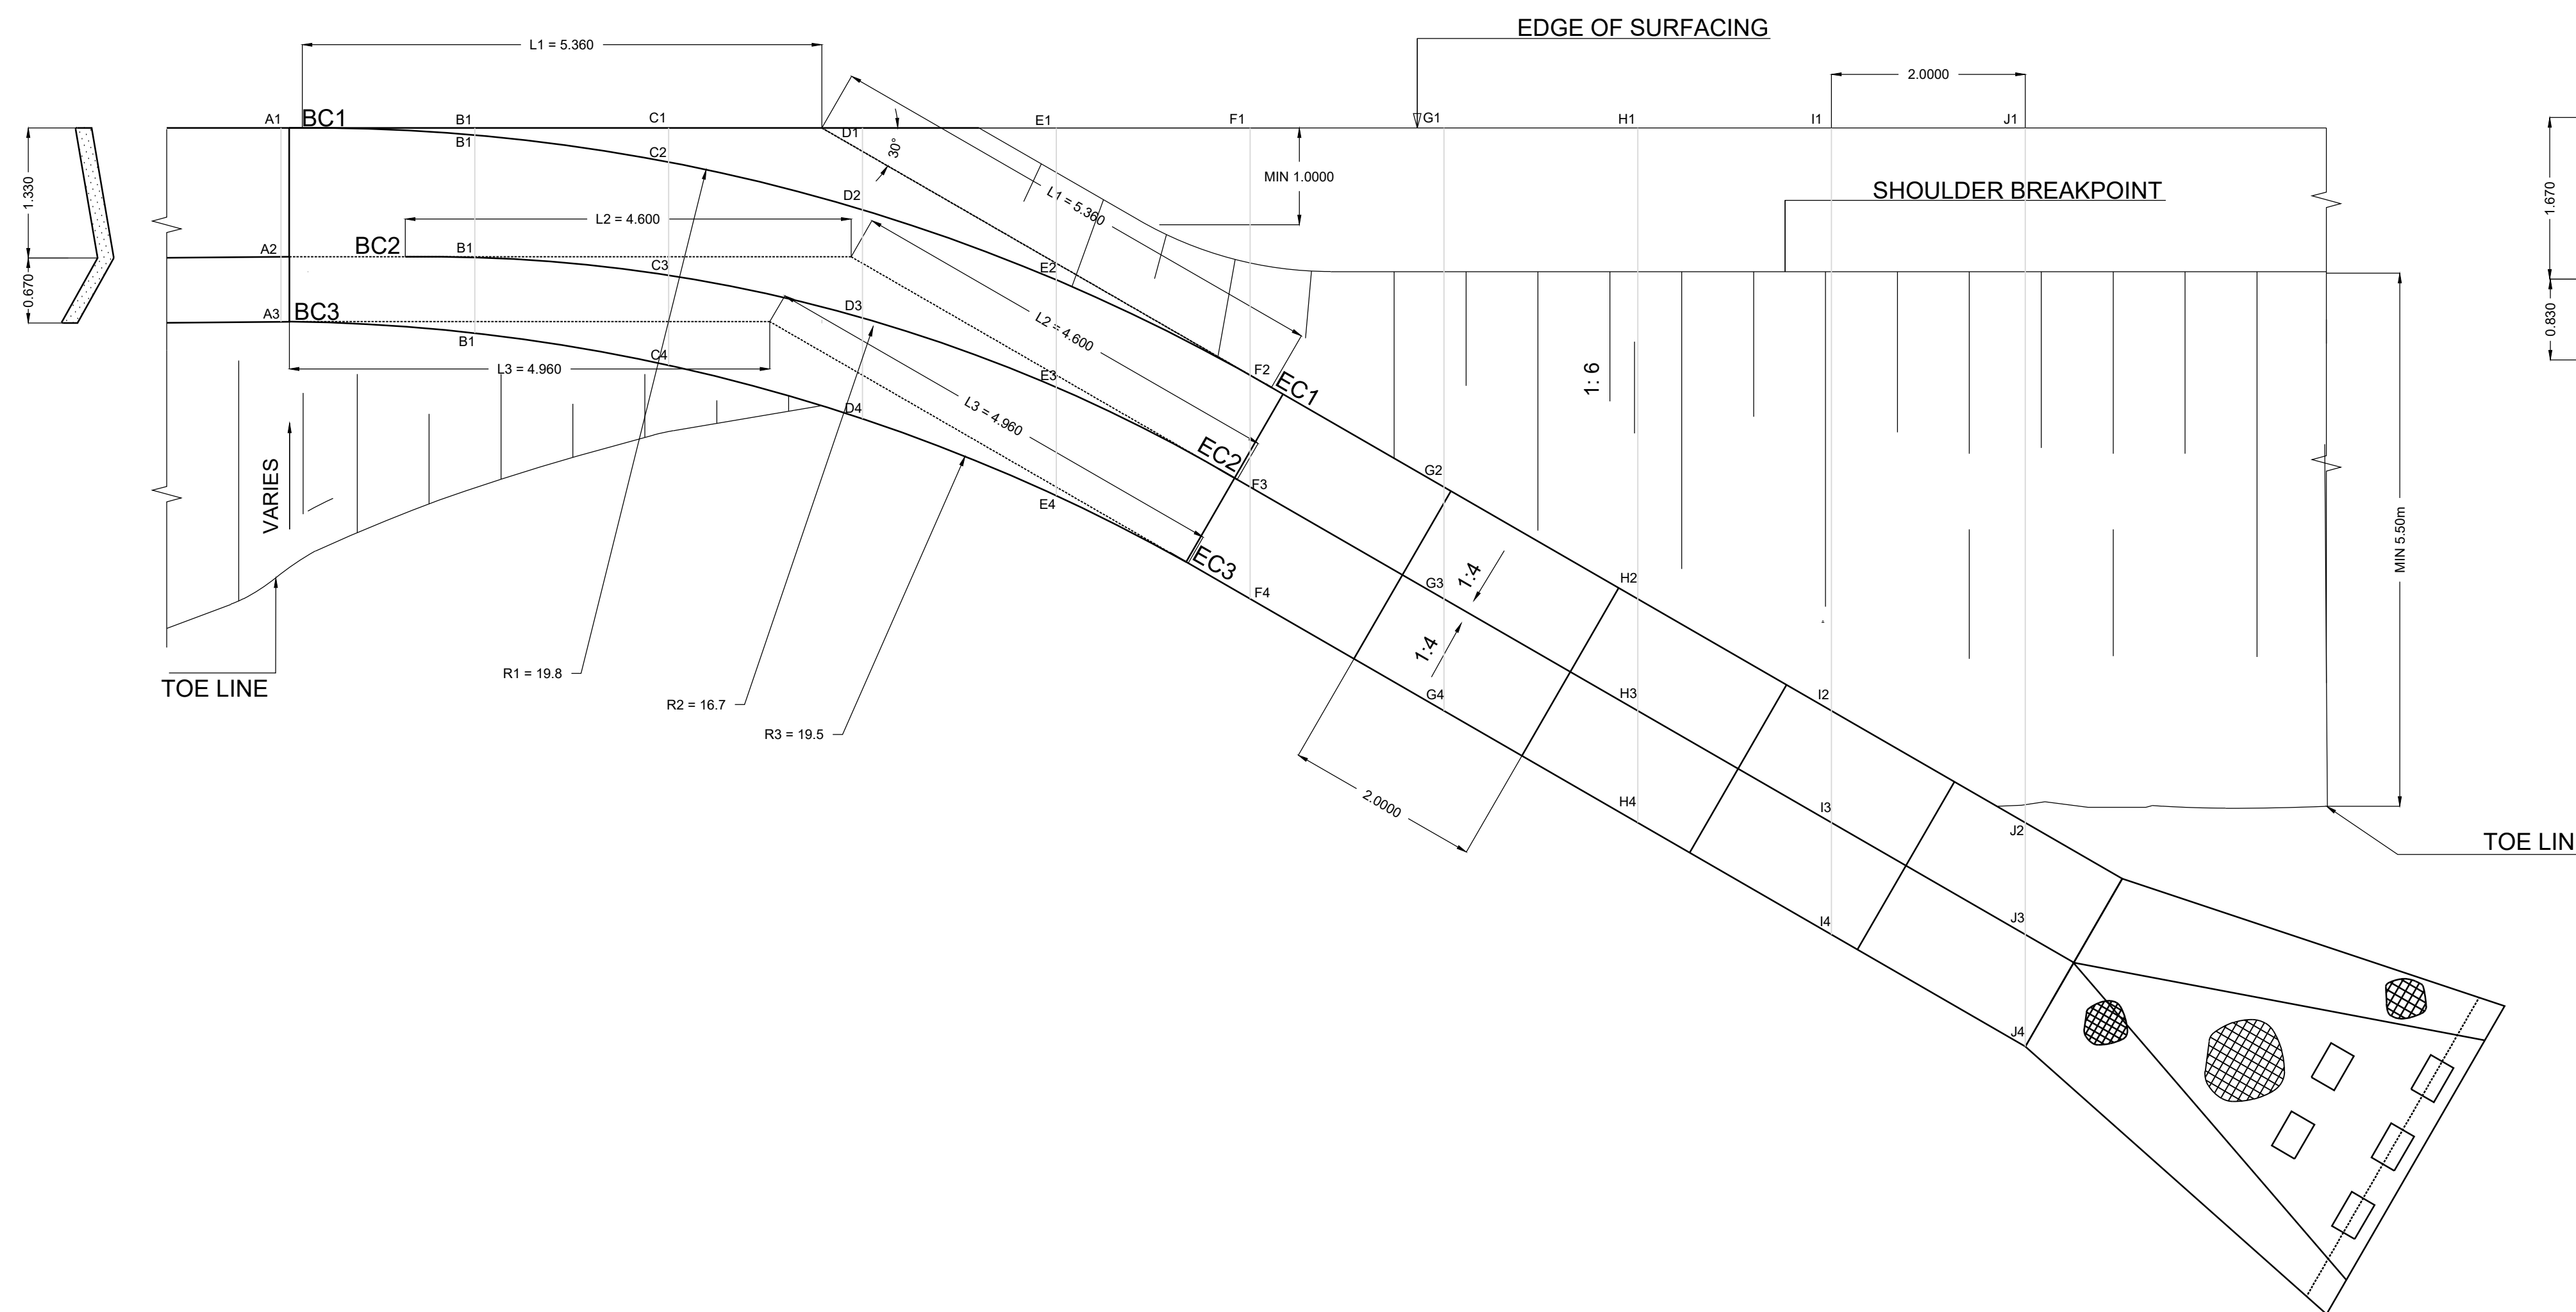 EDGE OF SURFACING
L1 = 5.360
2.0000
A1
BC1
B1
C1
D1
E1
F1
G1
H1
I1
J1
B1
C2
30°
MIN 1.0000
L1 = 5.360
SHOULDER BREAKPOINT
1.330
0.670
1.670
0.830
D2
L2 = 4.600
A2
BC2
B1
C3
E2
A3
BC3
D3
L2 = 4.600
B1
C4
L3 = 4.960
E3
F2
EC1
1: 6
L3 = 4.960
D4
EC2
F3
G2
VARIES
E4
EC3
F4
1:4
G3
H2
MIN 5.50m
1:4
TOE LINE
R1 = 19.8
R2 = 16.7
R3 = 19.5
G4
H3
I2
2.0000
H4
I3
J2
TOE LIN
I4
J3
J4